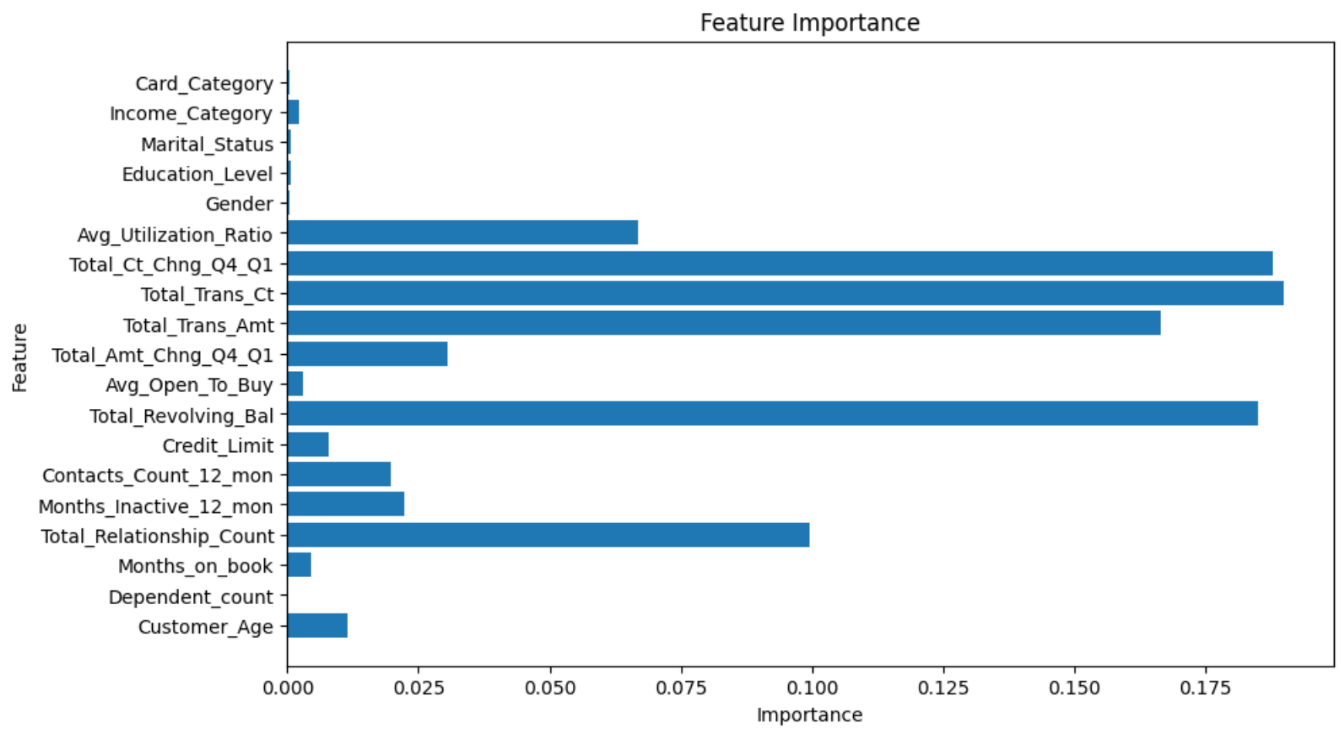 Feature Importance
Card_Category
Income_Category
Marital_Status
Education_Level
Gender
Avg_Utilization_Ratio
Total_Ct_Chng_Q4_Q1
Total_Trans_Ct
Total_Trans_Amt
Total_Amt_Chng_Q4_Q1
Avg_Open_To_Buy
Total_Revolving_Bal
Credit_Limit
Contacts_Count_12_mon
Months_Inactive_12_mon
Total_Relationship_Count
Months_on_book
Dependent_count
Customer_Age
Feature
0.000 0.025 0.050 0.075 0.100 0.125 0.150 0.175
Importance